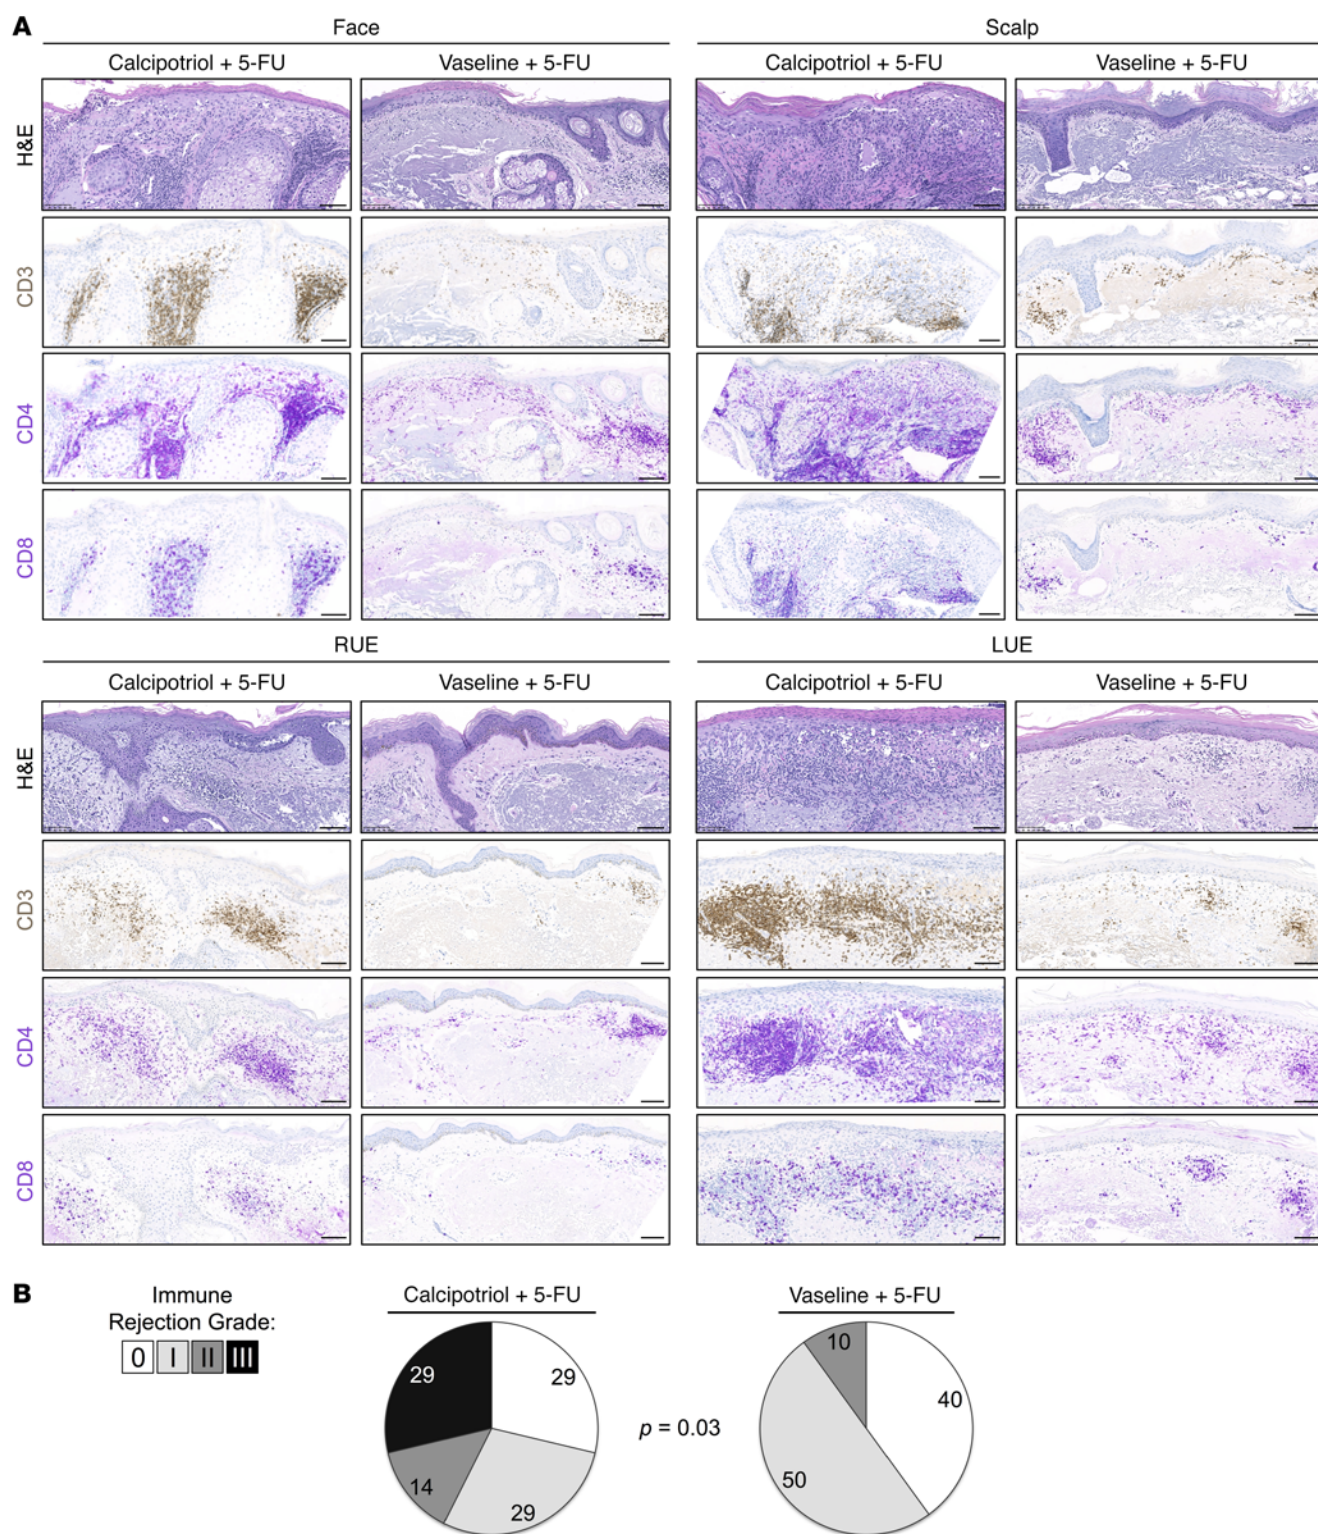 A
Face
Scalp
Calcipotriol + 5-FU
Vaseline + 5-FU
Calcipotriol + 5-FU
Vaseline + 5-FU
H&E
CD3
CD4
CD8
RUE
LUE
Calcipotriol + 5-FU
Vaseline + 5-FU
Calcipotriol + 5-FU
Vaseline + 5-FU
H&E
CD3
CD4
CD8
B
Immune
Rejection Grade:
0 I II III
Calcipotriol + 5-FU
29
29
14
29
p = 0.03
Vaseline + 5-FU
10
40
50